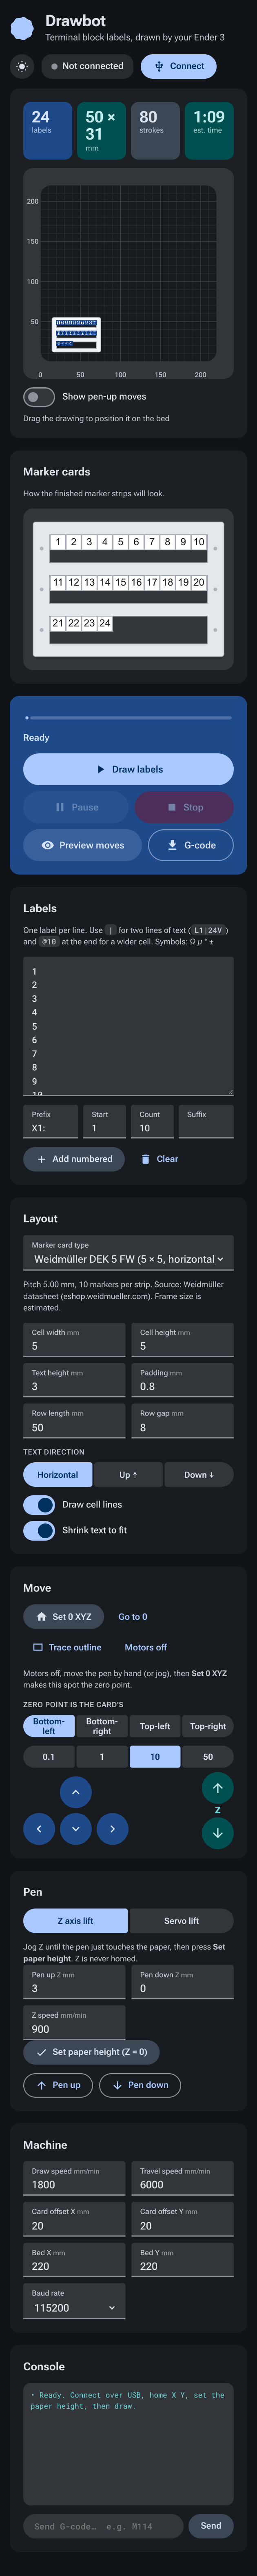 Drawbot
Terminal block labels, drawn by your Ender 3
Not connected
Connect
24
labels
50 ×
31
mm
80
strokes
1:09
est. time
200
150
100
50
0 50 100 150 200
Show pen-up moves
Drag the drawing to position it on the bed
Marker cards
How the finished marker strips will look.
1 2 3 4 5 6 7 8 9 10
11 12 13 14 15 16 17 18 19 20
21 22 23 24
Ready
Draw labels
Pause
Stop
Preview moves
G-code
Labels
One label per line. Use | for two lines of text ( L1|24V )
and @10 at the end for a wider cell. Symbols: Ω µ ° ±
1
2
3
4
5
6
7
8
9
10
Prefix Start Count Suffix
X1: 1 10
Add numbered
Clear
Layout
Marker card type
Weidmüller DEK 5 FW (5 × 5, horizontal
Pitch 5.00 mm, 10 markers per strip. Source: Weidmüller
datasheet (eshop.weidmueller.com). Frame size is
estimated.
Cell width mm Cell height mm
5 5
Text height mm Padding mm
3 0.8
Row length mm Row gap mm
50 8
TEXT DIRECTION
Horizontal Up ↑ Down ↓
Draw cell lines
Shrink text to fit
Move
Set 0 XYZ Go to 0
Trace outline Motors off
Motors off, move the pen by hand (or jog), then Set 0 XYZ
makes this spot the zero point.
ZERO POINT IS THE CARD'S
Bottom-left Bottom-right Top-left Top-right
0.1 1 10 50
Z
Pen
Z axis lift Servo lift
Jog Z until the pen just touches the paper, then press Set
paper height. Z is never homed.
Pen up Z mm Pen down Z mm
3 0
Z speed mm/min
900
Set paper height (Z = 0)
Pen up Pen down
Machine
Draw speed mm/min Travel speed mm/min
1800 6000
Card offset X mm Card offset Y mm
20 20
Bed X mm Bed Y mm
220 220
Baud rate
115200
Console
· Ready. Connect over USB, home X Y, set the
paper height, then draw.
Send G-code… e.g. M114
Send